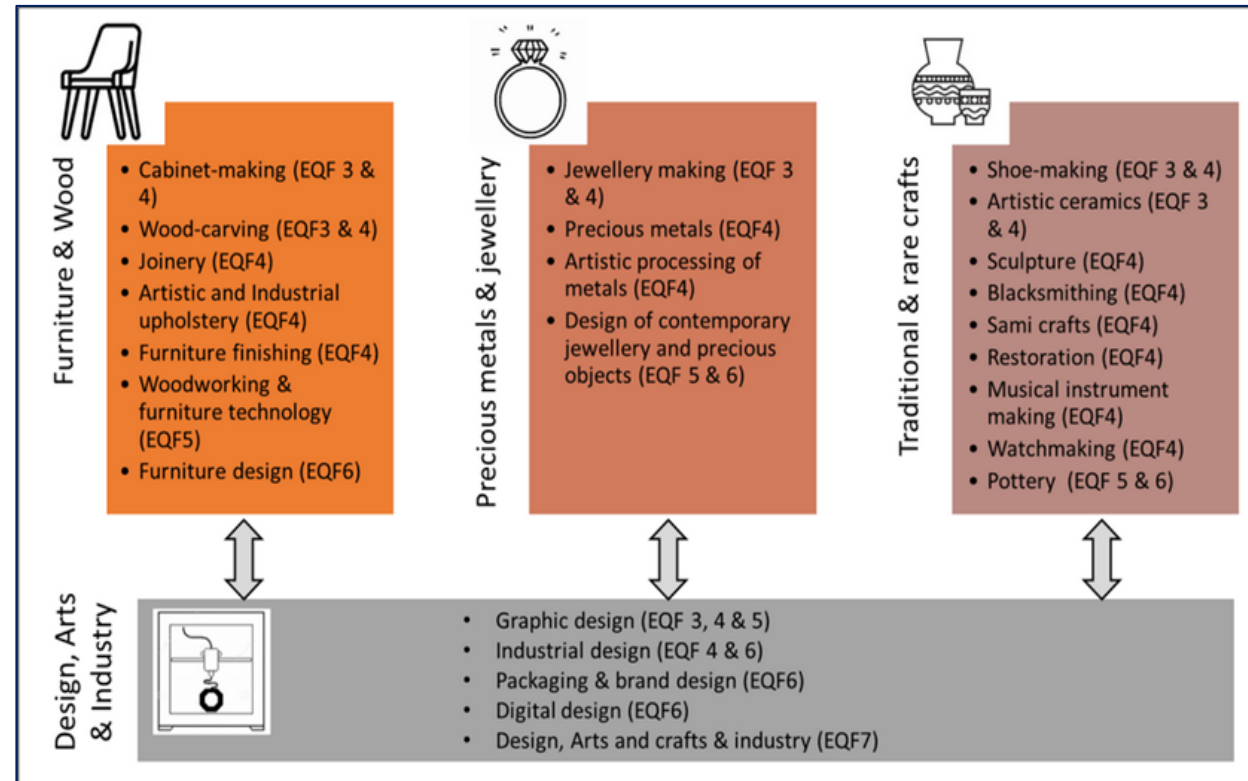 Furniture & Wood
• Cabinet-making (EQF 3 &
4)
• Wood-carving (EQF3 & 4)
• Joinery (EQF4)
• Artistic and Industrial
upholstery (EQF4)
• Furniture finishing (EQF4)
• Woodworking &
furniture technology
(EQF5)
• Furniture design (EQF6)
Precious metals & jewellery
• Jewellery making (EQF 3
& 4)
• Precious metals (EQF4)
• Artistic processing of
metals (EQF4)
• Design of contemporary
jewellery and precious
objects (EQF 5 & 6)
Traditional & rare crafts
• Shoe-making (EQF 3 & 4)
• Artistic ceramics (EQF 3
& 4)
• Sculpture (EQF4)
• Blacksmithing (EQF4)
• Sami crafts (EQF4)
• Restoration (EQF4)
• Musical instrument
making (EQF4)
• Watchmaking (EQF4)
• Pottery (EQF 5 & 6)
Design, Arts
& Industry
• Graphic design (EQF 3, 4 & 5)
• Industrial design (EQF 4 & 6)
• Packaging & brand design (EQF6)
• Digital design (EQF6)
• Design, Arts and crafts & industry (EQF7)